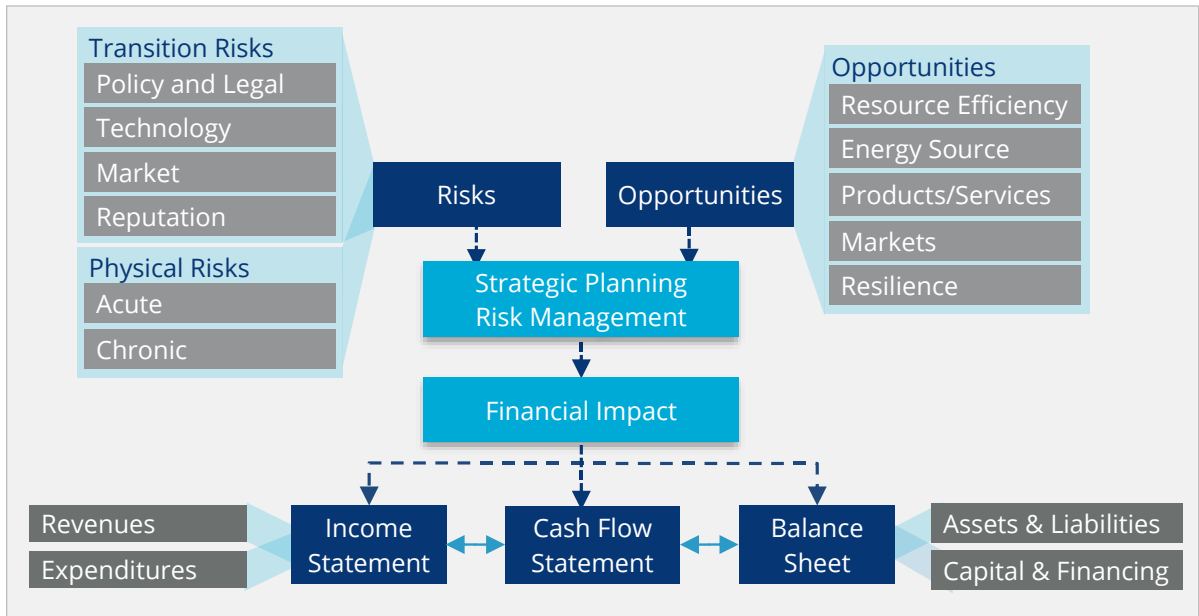 Transition Risks
Policy and Legal
Technology
Market
Reputation
Physical Risks
Acute
Chronic
Risks
Opportunities
Opportunities
Resource Efficiency
Energy Source
Products/Services
Markets
Resilience
Strategic Planning
Risk Management
Financial Impact
Revenues
Expenditures
Income
Statement
Cash Flow
Statement
Balance
Sheet
Assets & Liabilities
Capital & Financing